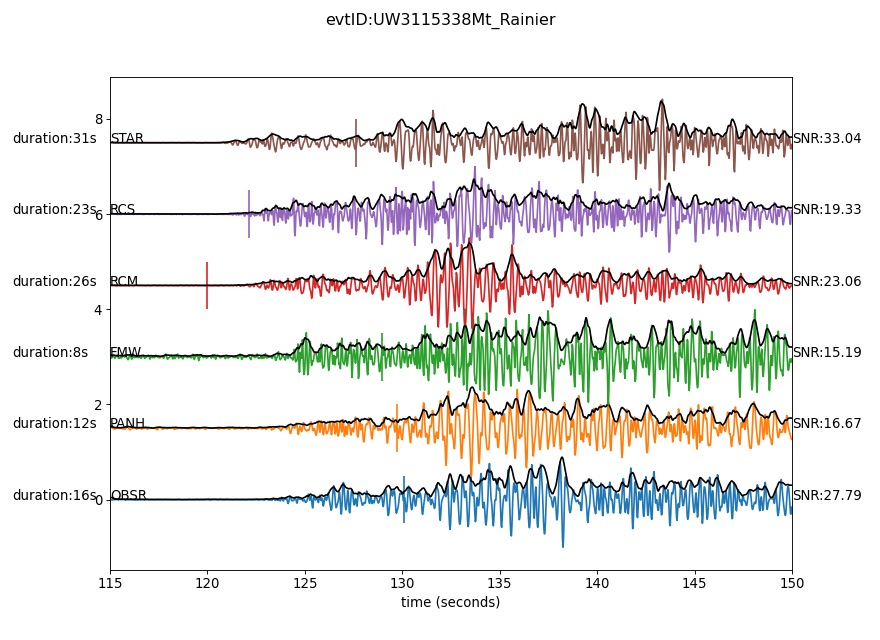 evtID:UW3115338Mt_Rainier
8
duration:31s STAR SNR:33.04
duration:23s 6 RCS SNR:19.33
duration:26s RCM SNR:23.06
4
duration:8s FMW SNR:15.19
2
duration:12s PANH SNR:16.67
duration:16s 0 OBSR SNR:27.79
115 120 125 130 135 140 145 150
time (seconds)